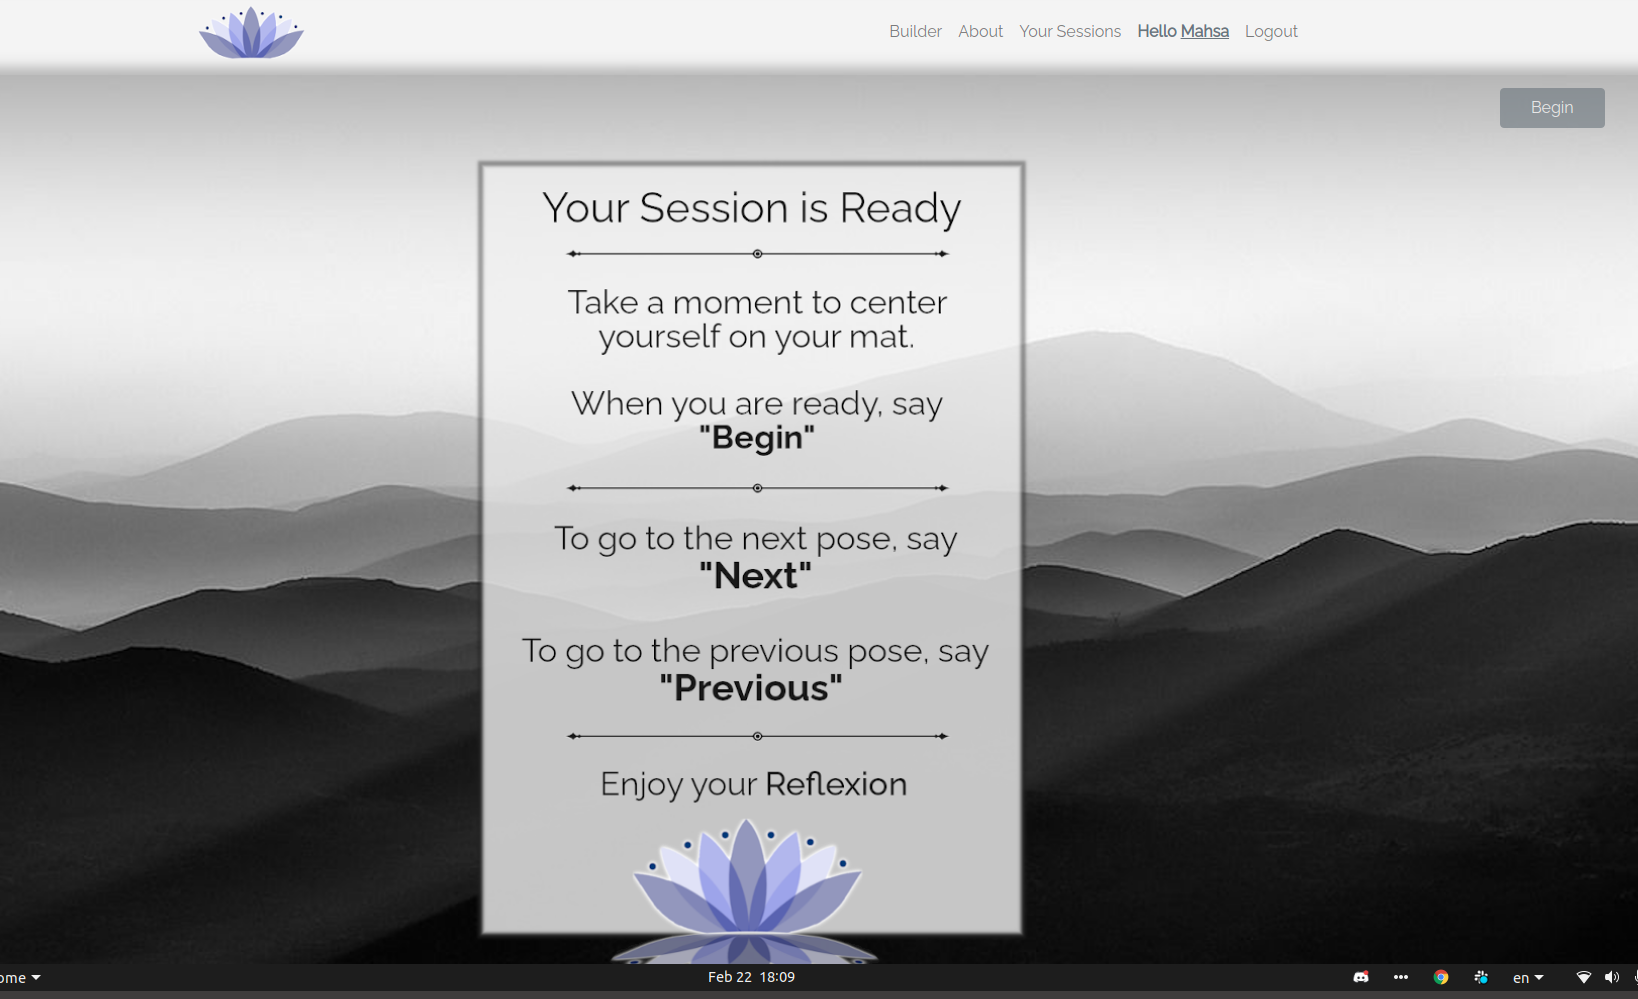 Builder About Your Sessions Hello Mahsa Logout
Begin
Your Session is Ready
Take a moment to center
yourself on your mat.
When you are ready, say
"Begin"
To go to the next pose, say
"Next"
To go to the previous pose, say
"Previous"
Enjoy your Reflexion
Feb 22 18:09
en